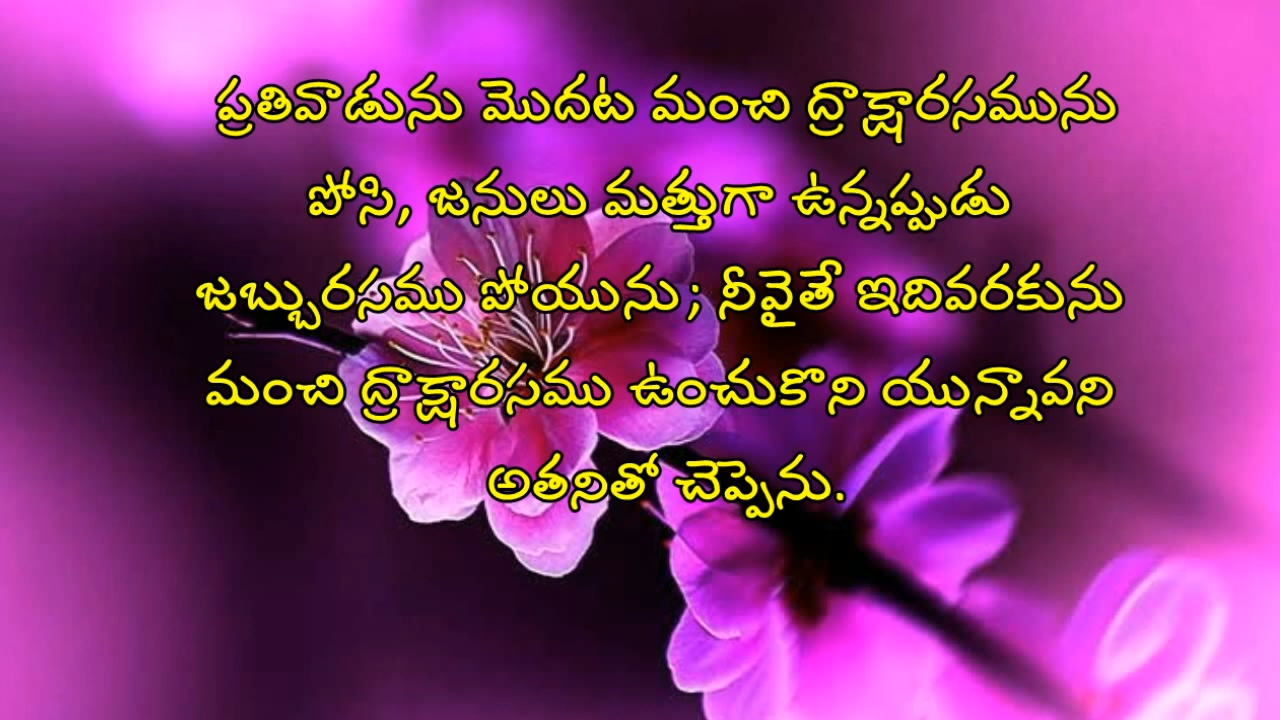 ప్రతివాడును మొదట మంచి ద్రాక్షారసమును
పోసి, జనులు మత్తుగా ఉన్నప్పుడు
జబ్బురసము పోయును; నీవైతే ఇదివరకును
మంచి ద్రాక్షారసము ఉంచుకొని యున్నావని
అతనితో చెప్పెను.